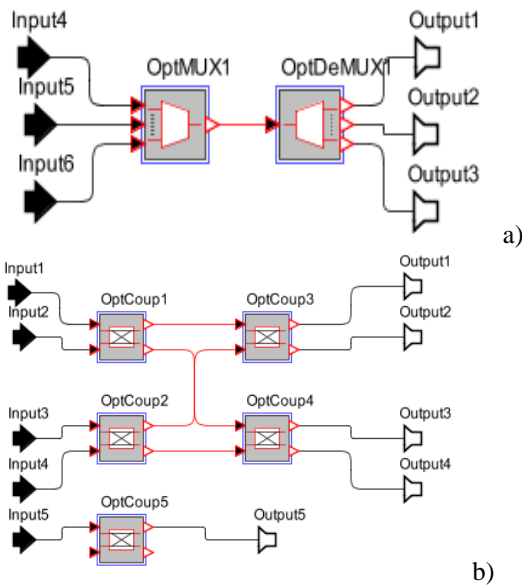 Input4
Output1
OptMUX1
OptDeMUX1
Input5
Output2
Input6
Output3
a)
Input1
Output1
OptCoup1
OptCoup3
Input2
Output2
Input3
OptCoup2
OptCoup4
Output3
Input4
Output4
OptCoup5
Input5
Output5
b)